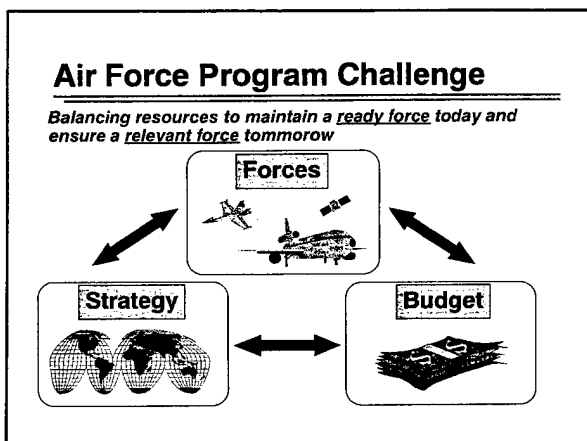 Air Force Program Challenge
Balancing resources to maintain a ready force today and
ensure a relevant force tommorow
Forces
Strategy
Budget